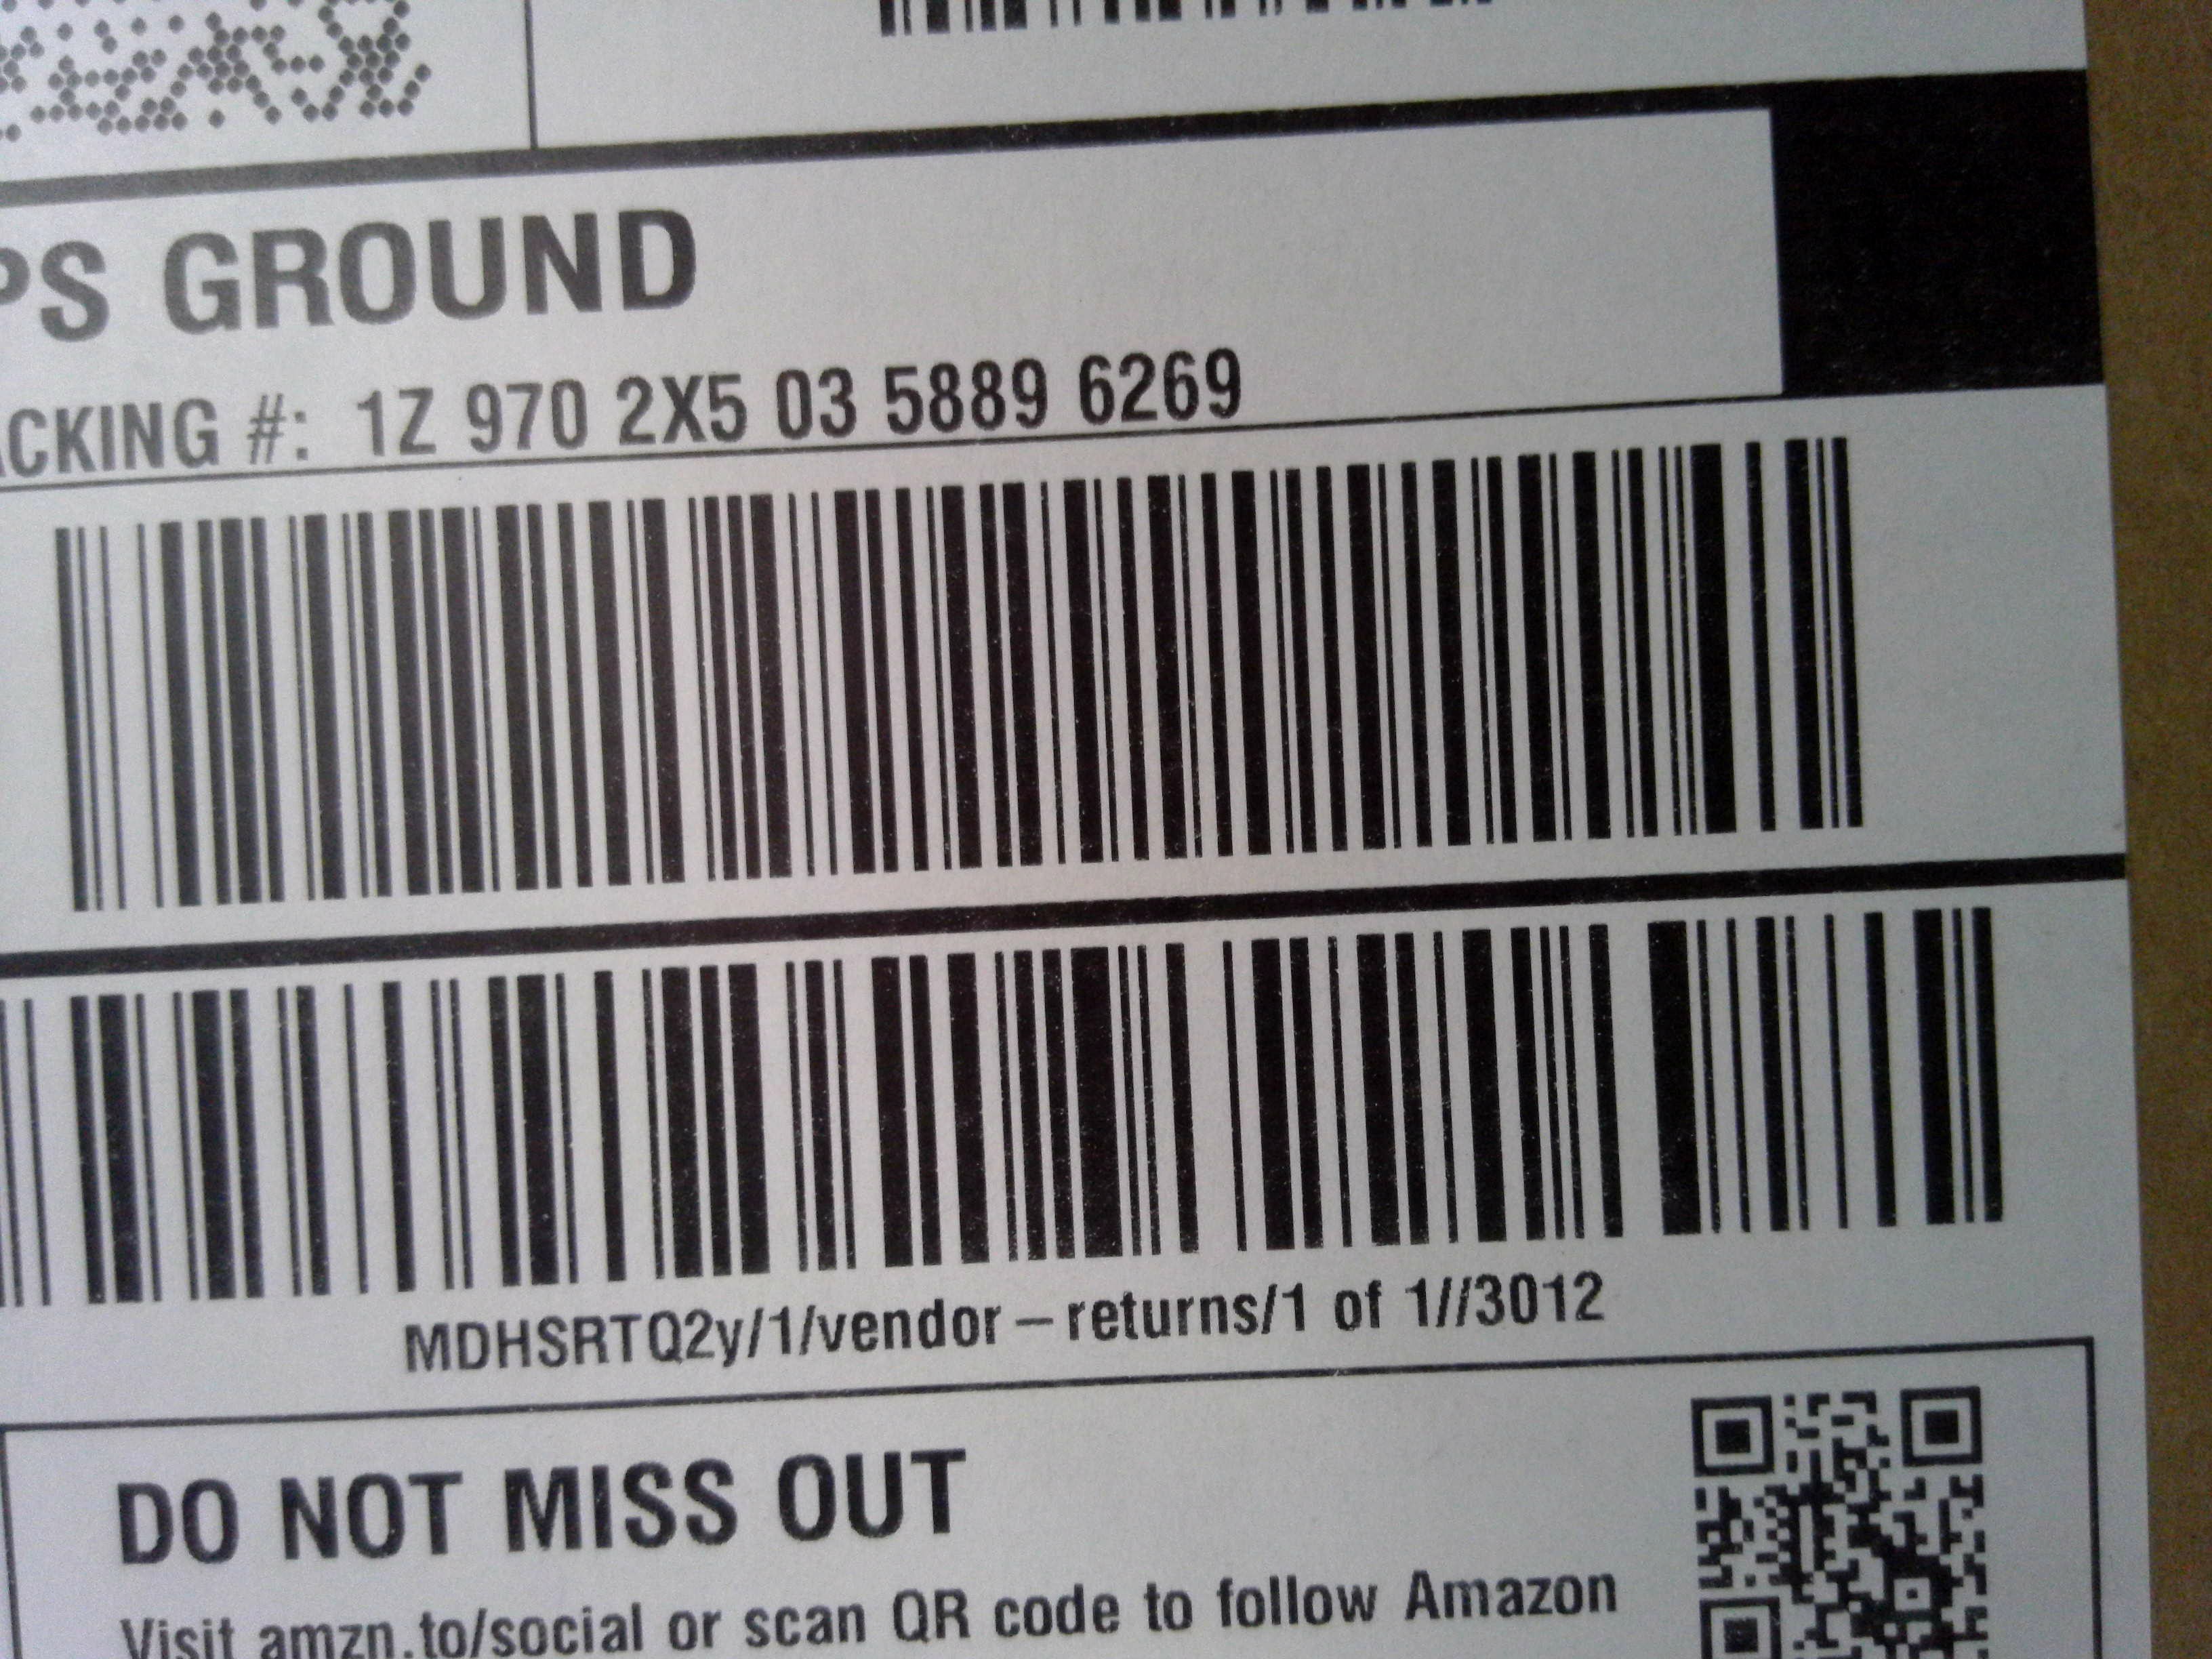 PS GROUND
ACKING #: 1Z 970 2X5 03 5889 6269
MDHSRTQ2y/1/vendor-returns/1 of 1//3012
DO NOT MISS OUT
Visit amzn.to/social or scan QR code to follow Amazon